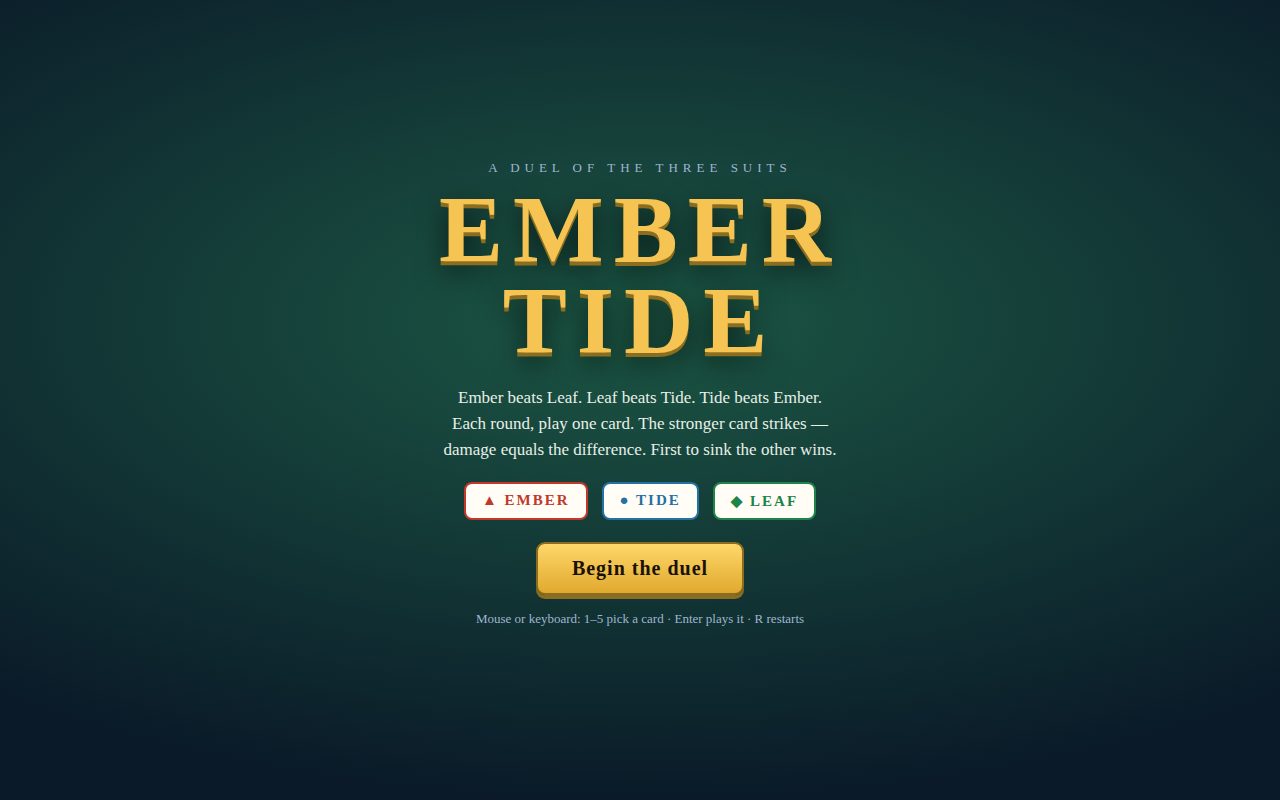 A DUEL OF THE THREE SUITS
EMBER
TIDE
Ember beats Leaf. Leaf beats Tide. Tide beats Ember.
Each round, play one card. The stronger card strikes —
damage equals the difference. First to sink the other wins.
▲ EMBER ● TIDE ◆ LEAF
Begin the duel
Mouse or keyboard: 1–5 pick a card · Enter plays it · R restarts